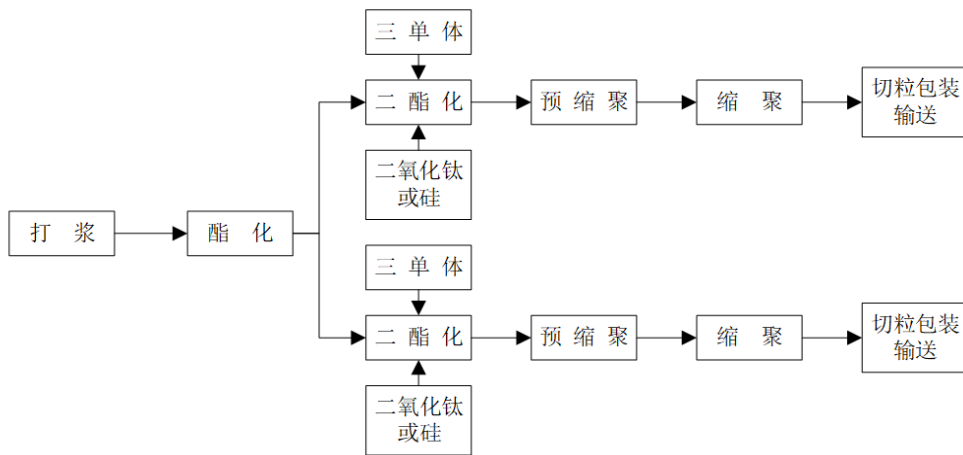 三单体
二酯化
预缩聚
缩聚
切粒包装
输送
二氧化钛
或硅
打浆
酯化
三单体
二酯化
预缩聚
缩聚
切粒包装
输送
二氧化钛
或硅